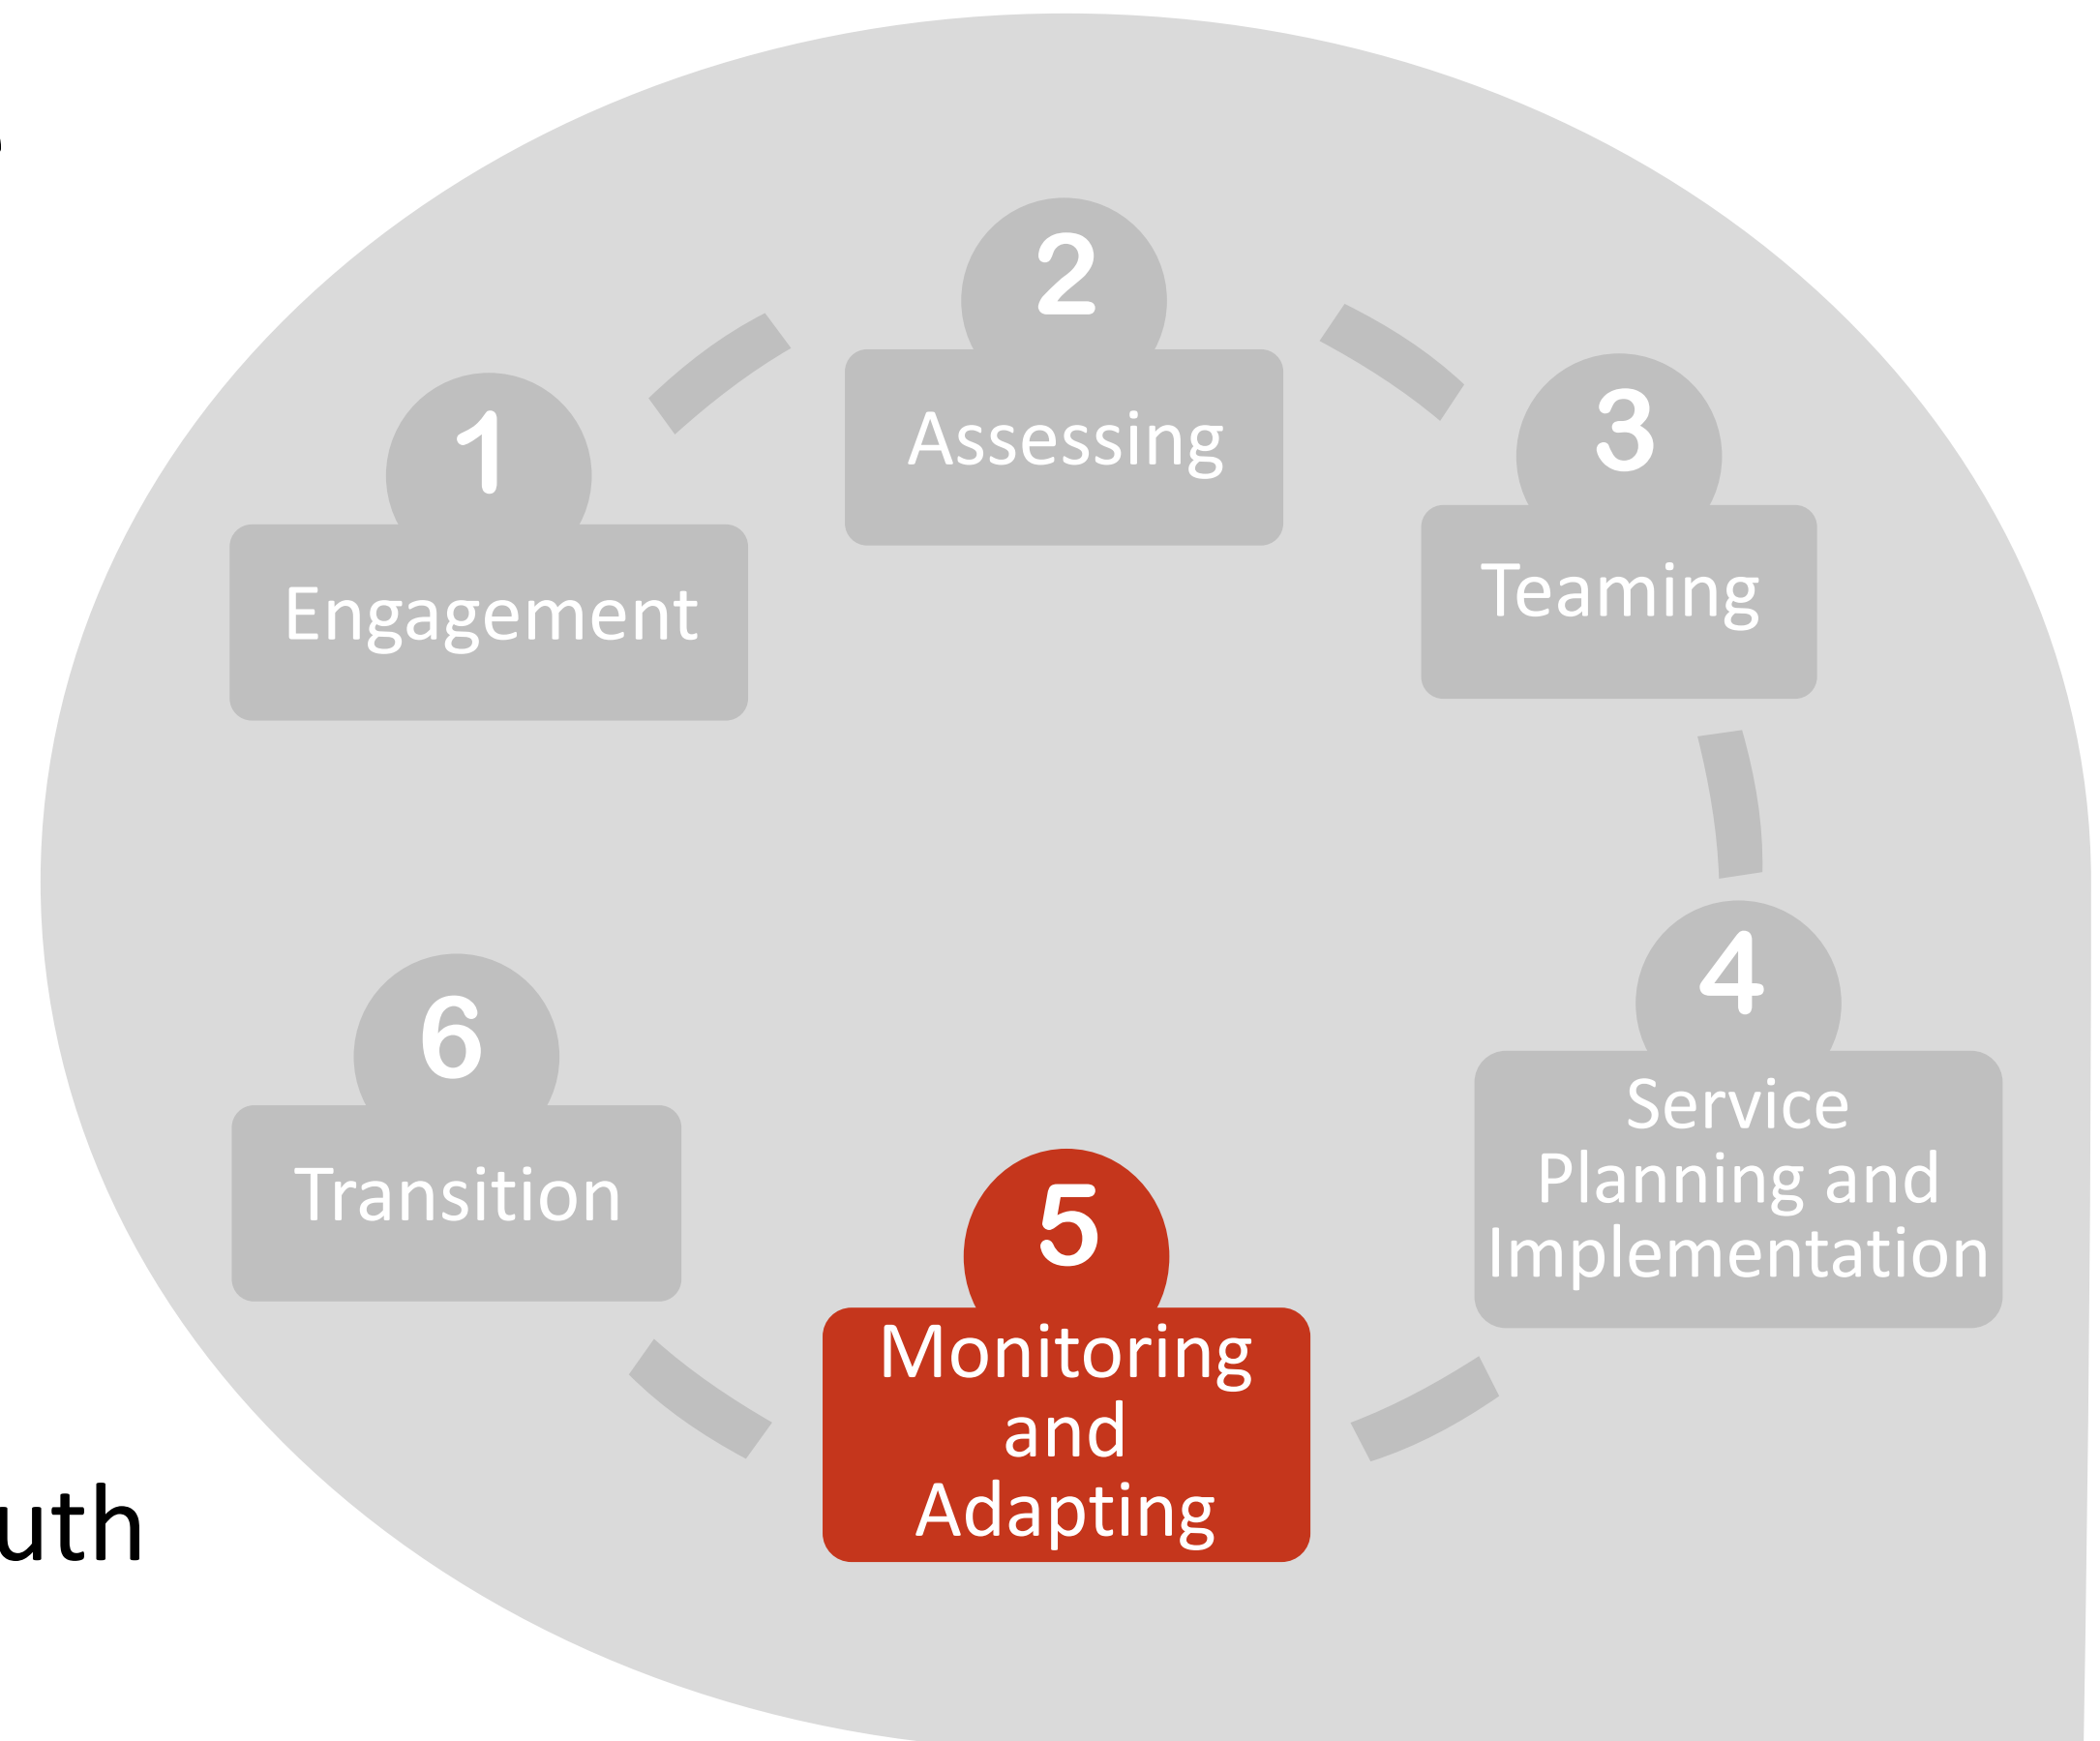 1
Engagement
2
Assessing
3
Teaming
4
Service
Planning and
Implementation
5
Monitoring
and
Adapting
6
Transition
uth